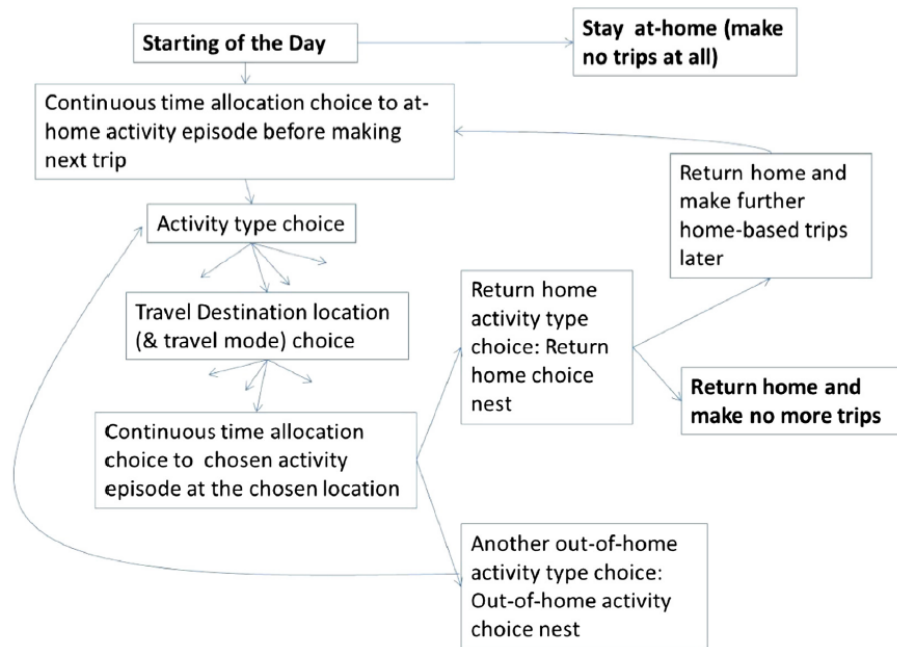 Starting of the Day
Stay at-home (make
no trips at all)
Continuous time allocation choice to at-
home activity episode before making
next trip
Activity type choice
Travel Destination location
(& travel mode) choice
Continuous time allocation
choice to chosen activity
episode at the chosen location
Return home
activity type
choice: Return
home choice
nest
Return home and
make further
home-based trips
later
Return home and
make no more trips
Another out-of-home
activity type choice:
Out-of-home activity
choice nest